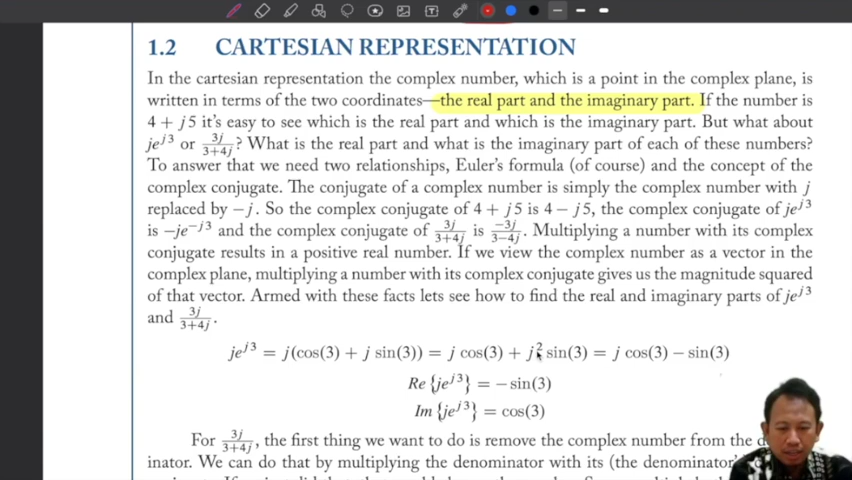 1.2 CARTESIAN REPRESENTATION
In the cartesian representation the complex number, which is a point in the complex plane, is
written in terms of the two coordinates—the real part and the imaginary part. If the number is
4 + j5 it's easy to see which is the real part and which is the imaginary part. But what about
je^{j3} or 3j/(3+4j)? What is the real part and what is the imaginary part of each of these numbers?
To answer that we need two relationships, Euler's formula (of course) and the concept of the
complex conjugate. The conjugate of a complex number is simply the complex number with j
replaced by −j. So the complex conjugate of 4 + j5 is 4 − j5, the complex conjugate of je^{j3}
is −je^{−j3} and the complex conjugate of 3j/(3+4j) is −3j/(3−4j). Multiplying a number with its complex
conjugate results in a positive real number. If we view the complex number as a vector in the
complex plane, multiplying a number with its complex conjugate gives us the magnitude squared
of that vector. Armed with these facts lets see how to find the real and imaginary parts of je^{j3}
and 3j/(3+4j).
je^{j3} = j(cos(3) + j sin(3)) = j cos(3) + j² sin(3) = j cos(3) − sin(3)
Re {je^{j3}} = − sin(3)
Im {je^{j3}} = cos(3)
For 3j/(3+4j), the first thing we want to do is remove the complex number from the
inator. We can do that by multiplying the denominator with its (the denominator'